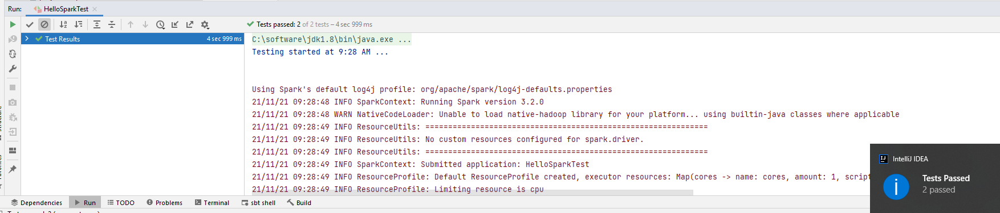 Run: HelloSparkTest
Tests passed: 2 of 2 tests – 4 sec 999 ms
Test Results 4 sec 999 ms
C:\software\jdk1.8\bin\java.exe ...
Testing started at 9:28 AM ...
Using Spark's default log4j profile: org/apache/spark/log4j-defaults.properties
21/11/21 09:28:48 INFO SparkContext: Running Spark version 3.2.0
21/11/21 09:28:48 WARN NativeCodeLoader: Unable to load native-hadoop library for your platform... using builtin-java classes where applicable
21/11/21 09:28:49 INFO ResourceUtils: ==============================================================
21/11/21 09:28:49 INFO ResourceUtils: No custom resources configured for spark.driver.
21/11/21 09:28:49 INFO ResourceUtils: ==============================================================
21/11/21 09:28:49 INFO SparkContext: Submitted application: HelloSparkTest
21/11/21 09:28:49 INFO ResourceProfile: Default ResourceProfile created, executor resources: Map(cores -> name: cores, amount: 1, script
21/11/21 09:28:49 INFO ResourceProfile: Limiting resource is cpu
IntelliJ IDEA
Tests Passed
2 passed
Structure
Dependencies Run TODO Problems Terminal sbt shell Build